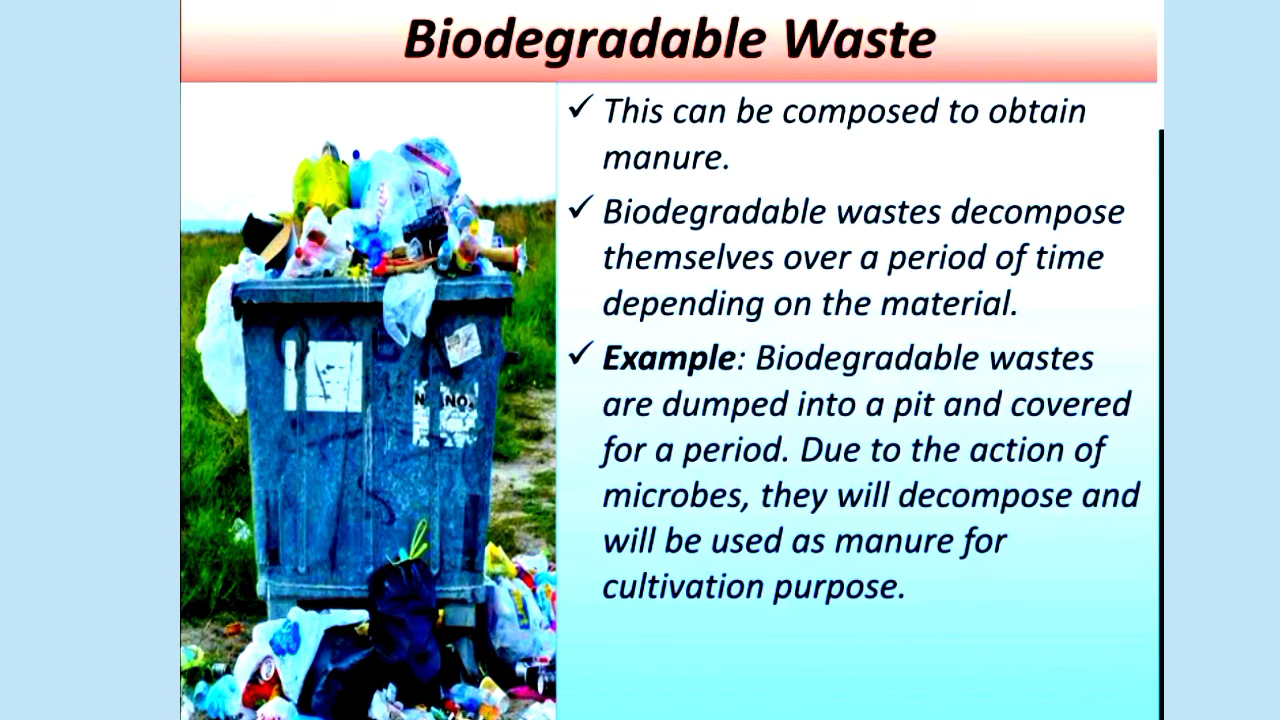 Biodegradable Waste
✓ This can be composed to obtain
manure.
✓ Biodegradable wastes decompose
themselves over a period of time
depending on the material.
✓ Example: Biodegradable wastes
are dumped into a pit and covered
for a period. Due to the action of
microbes, they will decompose and
will be used as manure for
cultivation purpose.
NO.